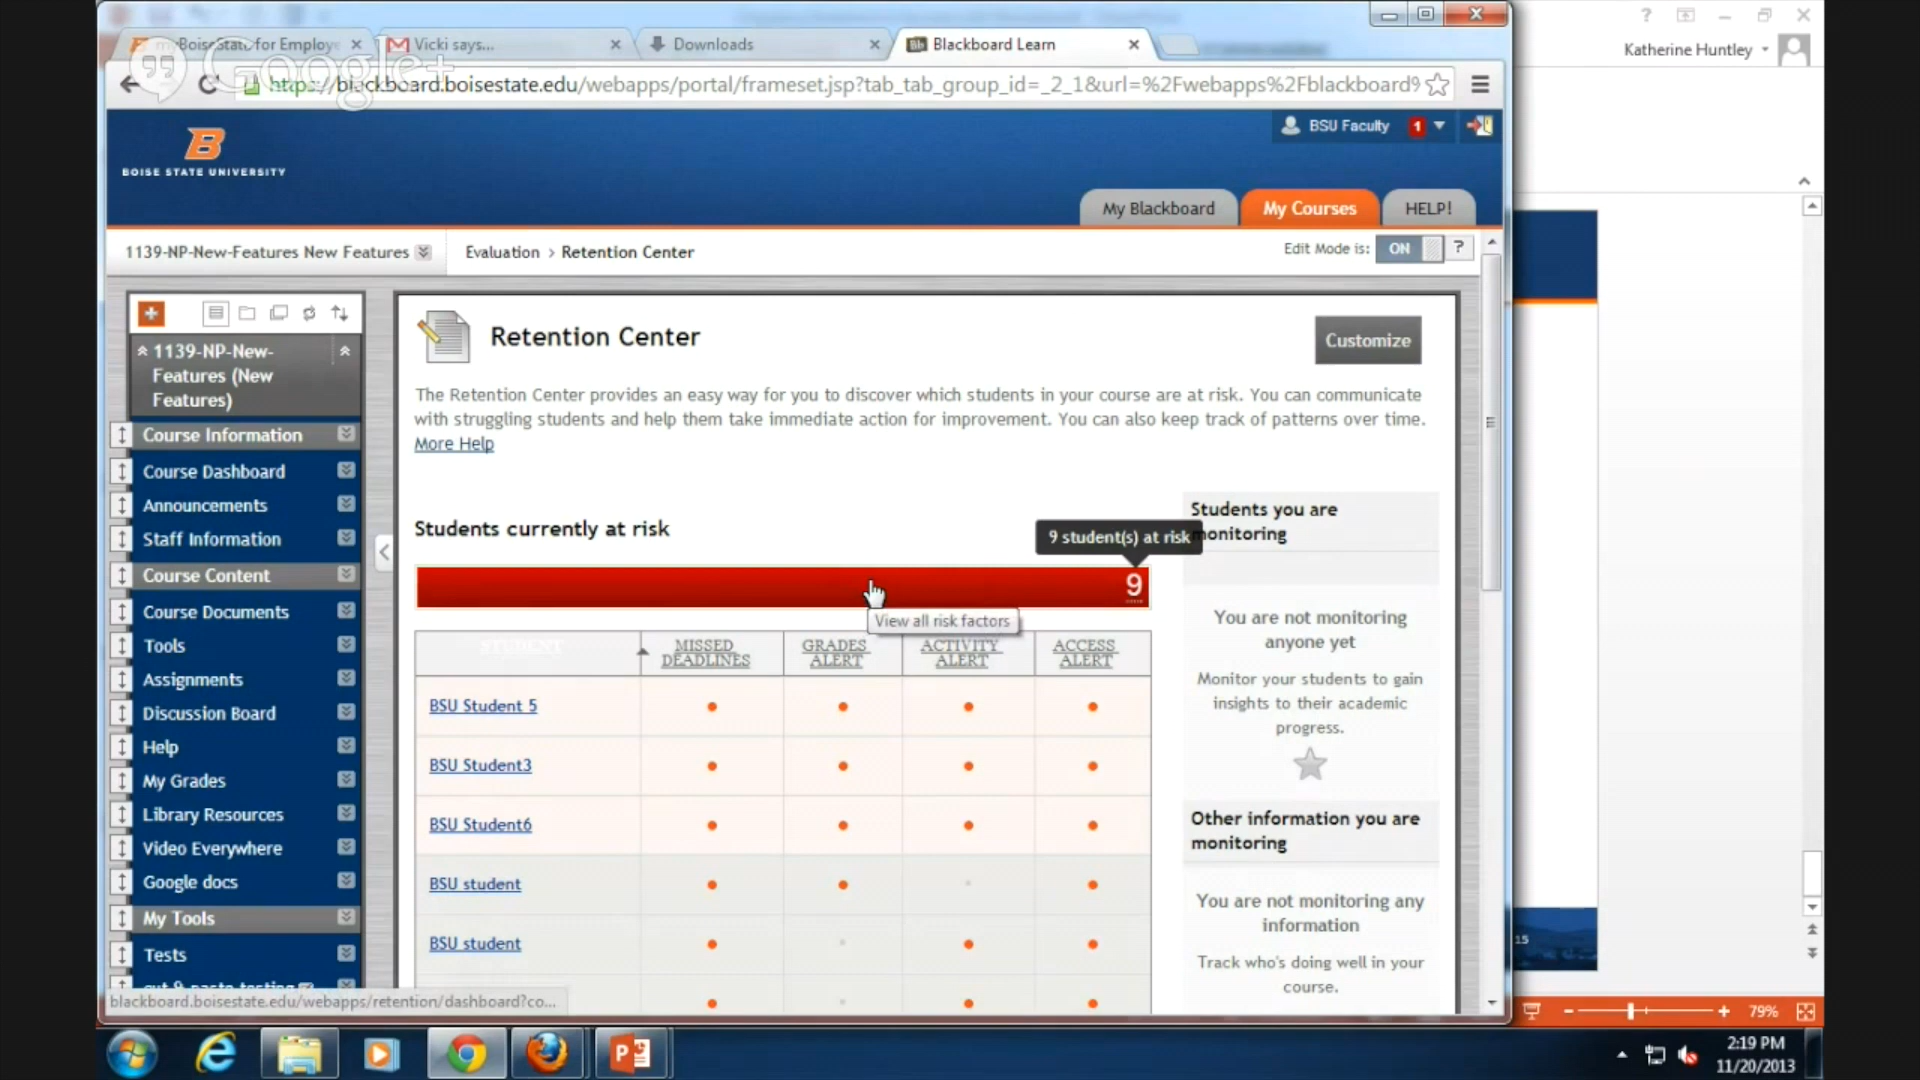 myBoiseState for Employe
Vicki says...
Downloads
Blackboard Learn
Google+
https://blackboard.boisestate.edu/webapps/portal/frameset.jsp?tab_tab_group_id=_2_1&url=%2Fwebapps%2Fblackboard%
Katherine Huntley
BOISE STATE UNIVERSITY
BSU Faculty 1
My Blackboard
My Courses
HELP!
1139-NP-New-Features New Features
Evaluation > Retention Center
Edit Mode is: ON ?
1139-NP-New-
Features (New
Features)
Course Information
Course Dashboard
Announcements
Staff Information
Course Content
Course Documents
Tools
Assignments
Discussion Board
Help
My Grades
Library Resources
Video Everywhere
Google docs
My Tools
Tests
cut & paste testing
Retention Center
Customize
The Retention Center provides an easy way for you to discover which students in your course are at risk. You can communicate
with struggling students and help them take immediate action for improvement. You can also keep track of patterns over time.
More Help
Students currently at risk
9 student(s) at risk
9
View all risk factors
STUDENT
MISSED
DEADLINES
GRADES
ALERT
ACTIVITY
ALERT
ACCESS
ALERT
BSU Student 5
BSU Student3
BSU Student6
BSU student
BSU student
Students you are
monitoring
You are not monitoring
anyone yet
Monitor your students to gain
insights to their academic
progress.
Other information you are
monitoring
You are not monitoring any
information
Track who's doing well in your
course.
blackboard.boisestate.edu/webapps/retention/dashboard?co...
15
79%
2:19 PM
11/20/2013